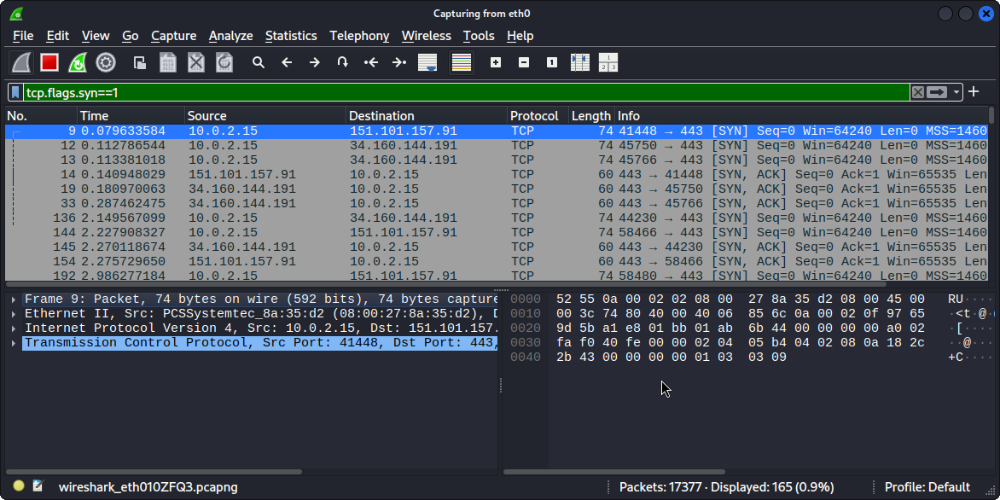 Capturing from eth0
File Edit View Go Capture Analyze Statistics Telephony Wireless Tools Help
tcp.flags.syn==1
No. Time Source Destination Protocol Length Info
9 0.079633584 10.0.2.15 151.101.157.91 TCP 74 41448 → 443 [SYN] Seq=0 Win=64240 Len=0 MSS=1460
12 0.112786544 10.0.2.15 34.160.144.191 TCP 74 45750 → 443 [SYN] Seq=0 Win=64240 Len=0 MSS=1460
13 0.113381018 10.0.2.15 34.160.144.191 TCP 74 45766 → 443 [SYN] Seq=0 Win=64240 Len=0 MSS=1460
14 0.140948029 151.101.157.91 10.0.2.15 TCP 60 443 → 41448 [SYN, ACK] Seq=0 Ack=1 Win=65535 Len
19 0.180970063 34.160.144.191 10.0.2.15 TCP 60 443 → 45750 [SYN, ACK] Seq=0 Ack=1 Win=65535 Len
33 0.287462475 34.160.144.191 10.0.2.15 TCP 60 443 → 45766 [SYN, ACK] Seq=0 Ack=1 Win=65535 Len
136 2.149567099 10.0.2.15 34.160.144.191 TCP 74 44230 → 443 [SYN] Seq=0 Win=64240 Len=0 MSS=1460
144 2.227908327 10.0.2.15 151.101.157.91 TCP 74 58466 → 443 [SYN] Seq=0 Win=64240 Len=0 MSS=1460
145 2.270118674 34.160.144.191 10.0.2.15 TCP 60 443 → 44230 [SYN, ACK] Seq=0 Ack=1 Win=65535 Len
154 2.275729650 151.101.157.91 10.0.2.15 TCP 60 443 → 58466 [SYN, ACK] Seq=0 Ack=1 Win=65535 Len
192 2.986277184 10.0.2.15 151.101.157.91 TCP 74 58480 → 443 [SYN] Seq=0 Win=64240 Len=0 MSS=1460
Frame 9: Packet, 74 bytes on wire (592 bits), 74 bytes capture
Ethernet II, Src: PCSSystemtec_8a:35:d2 (08:00:27:8a:35:d2), D
Internet Protocol Version 4, Src: 10.0.2.15, Dst: 151.101.157.
Transmission Control Protocol, Src Port: 41448, Dst Port: 443,
0000 52 55 0a 00 02 02 08 00 27 8a 35 d2 08 00 45 00 RU····
0010 00 3c 74 80 40 00 40 06 85 6c 0a 00 02 0f 97 65 ·<t·@·
0020 9d 5b a1 e8 01 bb 01 ab 6b 44 00 00 00 00 a0 02 ·[····
0030 fa f0 40 fe 00 00 02 04 05 b4 04 02 08 0a 18 2c ··@···
0040 2b 43 00 00 00 00 01 03 03 09 +C····
wireshark_eth010ZFQ3.pcapng
Packets: 17377 · Displayed: 165 (0.9%)
Profile: Default